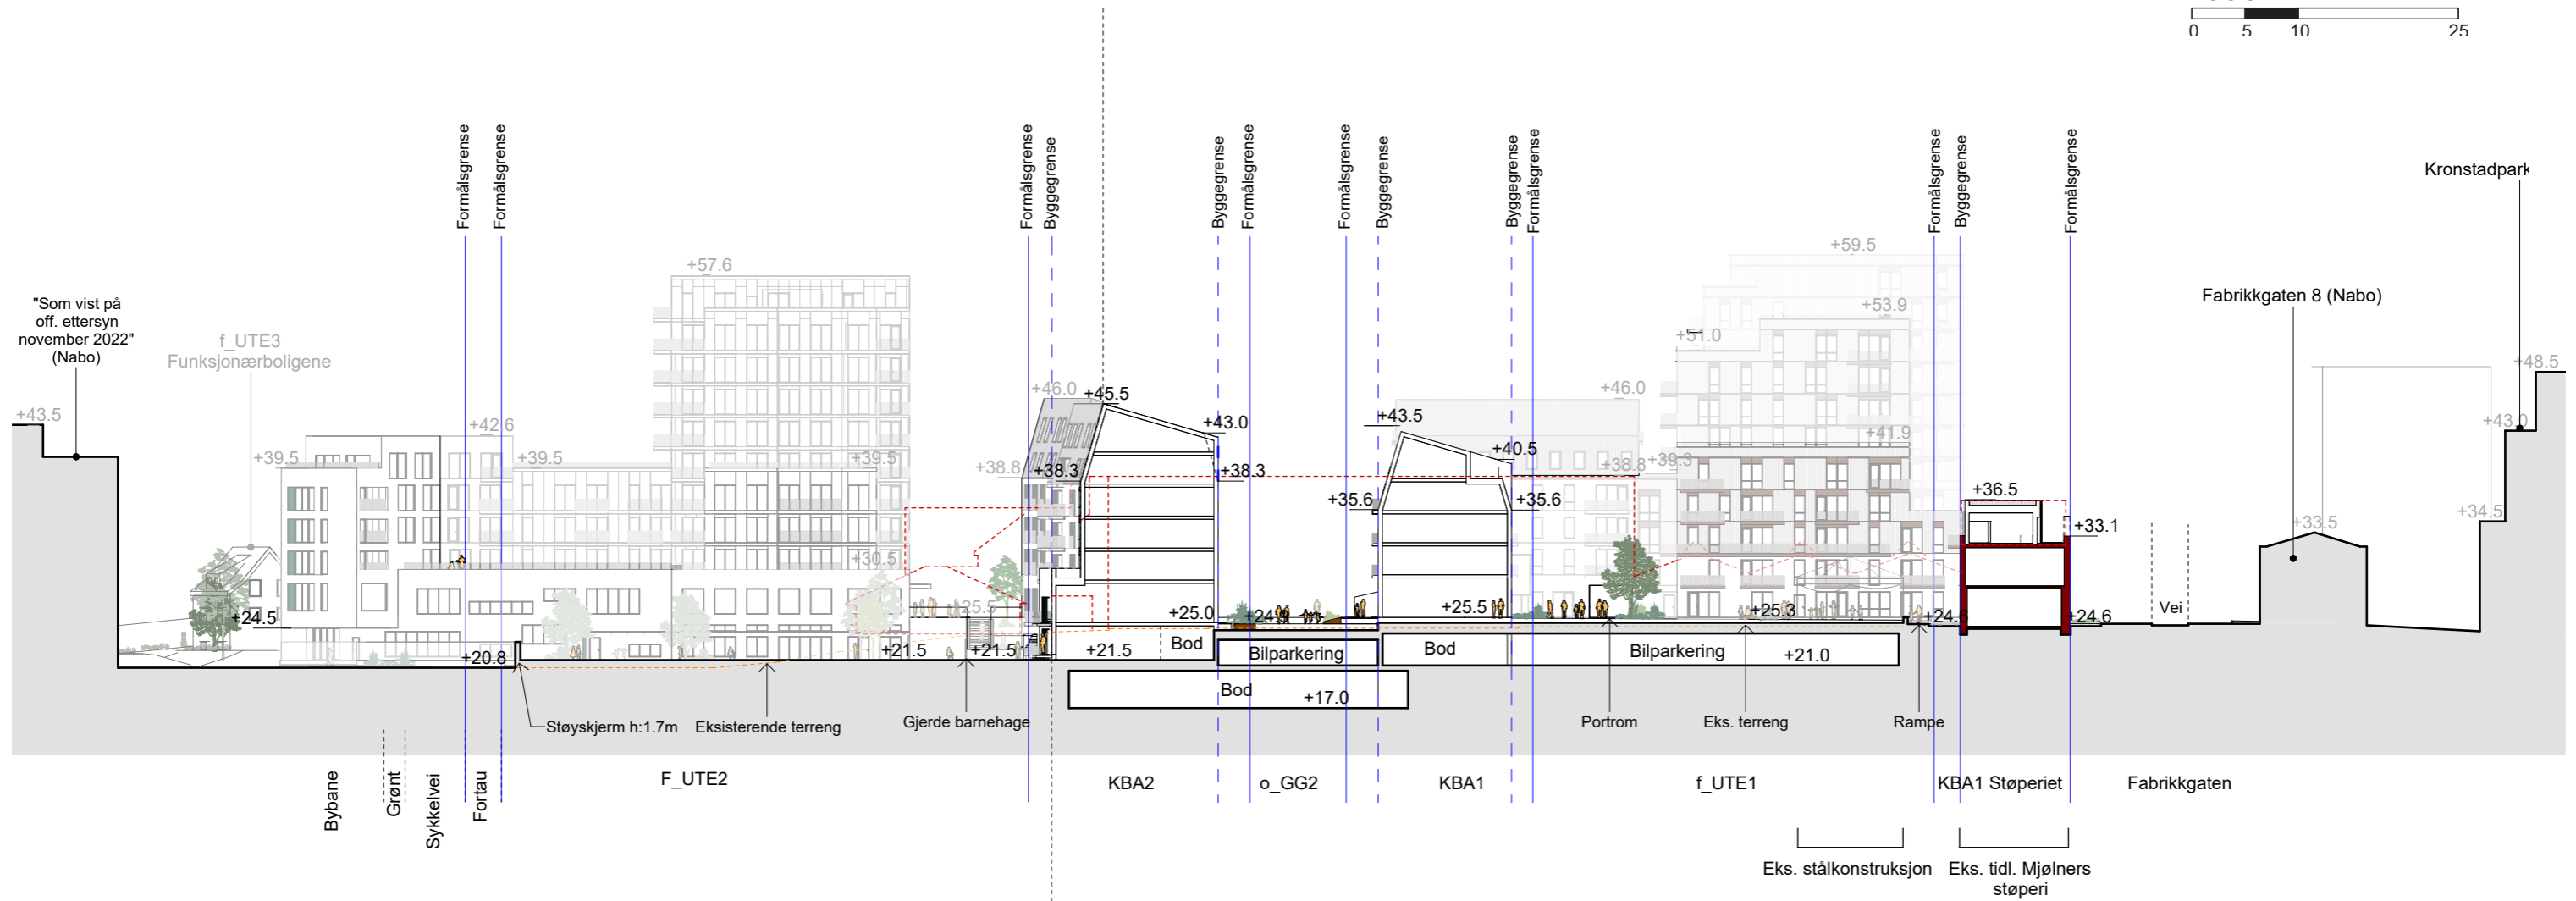 0 5 10 25
Formålsgrense
Formålsgrense
Formålsgrense
Byggegrense
Byggegrense
Formålsgrense
Formålsgrense
Byggegrense
Byggegrense
Formålsgrense
Formålsgrense
Byggegrense
Formålsgrense
Kronstadpark
"Som vist på
off. ettersyn
november 2022"
(Nabo)
f_UTE3
Funksjonærboligene
Fabrikkgaten 8 (Nabo)
+57.6
+59.5
+53.9
+51.0
+48.5
+43.5
+42.6
+39.5
+39.5
+39.5
+46.0
+45.5
+43.0
+38.8
+38.3
+38.3
+43.5
+40.5
+35.6
+35.6
+46.0
+38.8
+39.3
+41.9
+36.5
+33.1
+33.5
+43.0
+34.5
+30.5
+24.5
+25.5
+25.0
+24.9
+25.5
+25.3
+24.6
+24.6
Vei
+20.8
+21.5
+21.5
+21.5
Bod
Bilparkering
Bod
Bilparkering
+21.0
Bod
+17.0
Støyskjerm h:1.7m
Eksisterende terreng
Gjerde barnehage
Portrom
Eks. terreng
Rampe
Bybane
Grønt
Sykkelvei
Fortau
F_UTE2
KBA2
o_GG2
KBA1
f_UTE1
KBA1 Støperiet
Fabrikkgaten
Eks. stålkonstruksjon
Eks. tidl. Mjølners
støperi